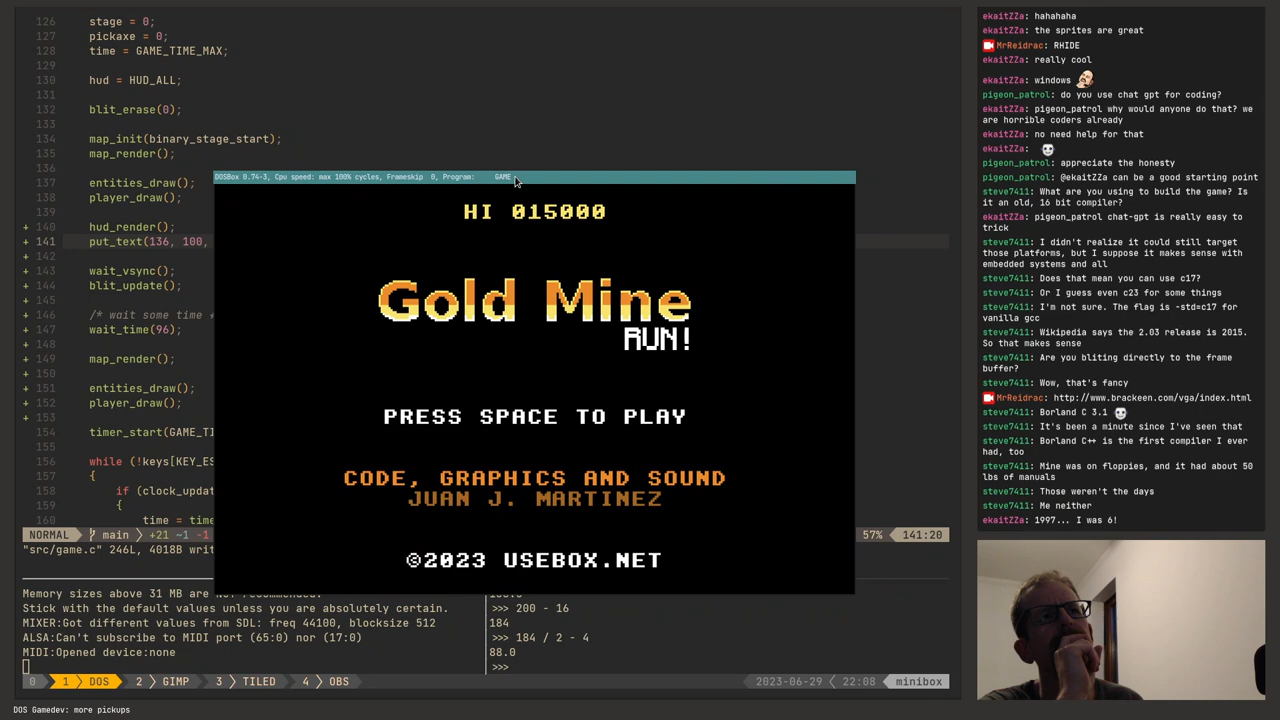 126 stage = 0;
127 pickaxe = 0;
128 time = GAME_TIME_MAX;
129
130 hud = HUD_ALL;
131
132 blit_erase(0);
133
134 map_init(binary_stage_start);
135 map_render();
136
137 entities_draw();
138 player_draw();
139
+ 140 hud_render();
+ 141 put_text(136, 100,
+ 142
+ 143 wait_vsync();
+ 144 blit_update();
+ 145
+ 146 /* wait some time
+ 147 wait_time(96);
+ 148
+ 149 map_render();
+ 150
+ 151 entities_draw();
+ 152 player_draw();
+ 153
154 timer_start(GAME_TI
155
156 while (!keys[KEY_ES
157 {
158 if (clock_updat
159 {
160 time = time
NORMAL main +21 ~1 -1
57% 141:20
"src/game.c" 246L, 4018B writ
DOSBox 0.74-3, Cpu speed: max 100% cycles, Frameskip 0, Program: GAME
HI 015000
Gold Mine
RUN!
PRESS SPACE TO PLAY
CODE, GRAPHICS AND SOUND
JUAN J. MARTINEZ
©2023 USEBOX.NET
Memory sizes above 31 MB are NOT recommended.
Stick with the default values unless you are absolutely certain.
MIXER:Got different values from SDL: freq 44100, blocksize 512
ALSA:Can't subscribe to MIDI port (65:0) nor (17:0)
MIDI:Opened device:none
>>> 200 - 16
184
>>> 184 / 2 - 4
88.0
>>>
0 1 DOS 2 GIMP 3 TILED 4 OBS
2023-06-29 22:08 minibox
DOS Gamedev: more pickups
ekaitZZa: hahahaha
ekaitZZa: the sprites are great
MrReidrac: RHIDE
ekaitZZa: really cool
ekaitZZa: windows
pigeon_patrol: do you use chat gpt for coding?
ekaitZZa: pigeon_patrol why would anyone do that? we
are horrible coders already
ekaitZZa: no need help for that
ekaitZZa:
pigeon_patrol: appreciate the honesty
pigeon_patrol: @ekaitZZa can be a good starting point
steve7411: What are you using to build the game? Is
it an old, 16 bit compiler?
ekaitZZa: pigeon_patrol chat-gpt is really easy to
trick
steve7411: I didn't realize it could still target
those platforms, but I suppose it makes sense with
embedded systems and all
steve7411: Does that mean you can use c17?
steve7411: Or I guess even c23 for some things
steve7411: I'm not sure. The flag is -std=c17 for
vanilla gcc
steve7411: Wikipedia says the 2.03 release is 2015.
So that makes sense
steve7411: Are you bliting directly to the frame
buffer?
steve7411: Wow, that's fancy
MrReidrac: http://www.brackeen.com/vga/index.html
steve7411: Borland C 3.1
steve7411: It's been a minute since I've seen that
steve7411: Borland C++ is the first compiler I ever
had, too
steve7411: Mine was on floppies, and it had about 50
lbs of manuals
steve7411: Those weren't the days
steve7411: Me neither
ekaitZZa: 1997... I was 6!